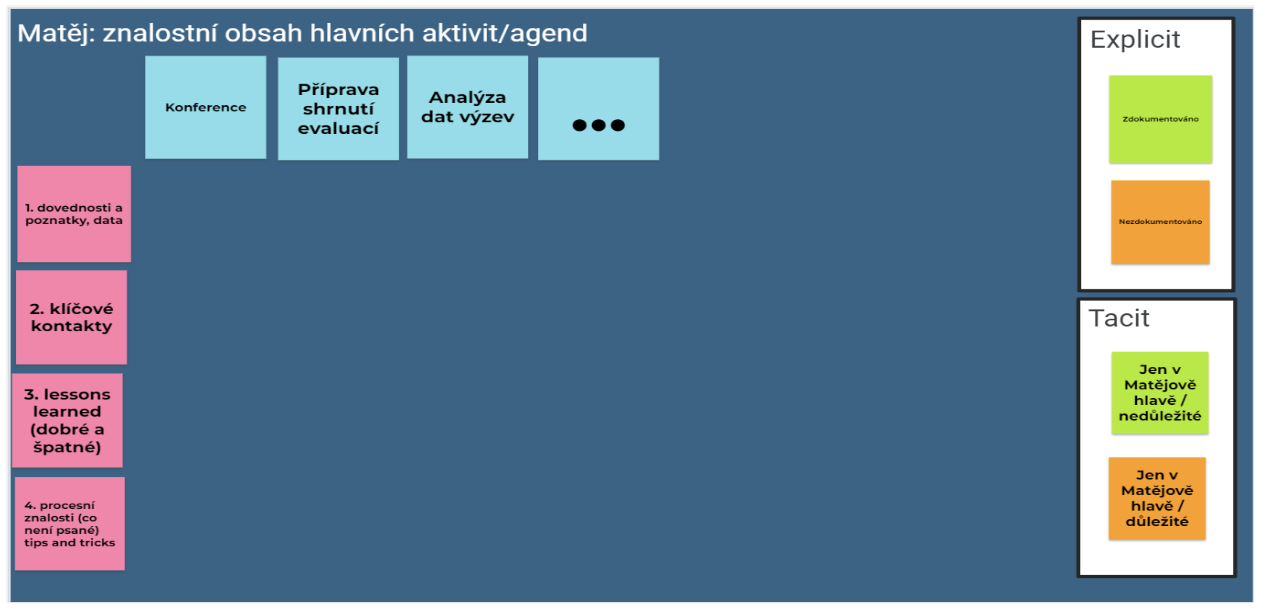 Matěj: znalostní obsah hlavních aktivit/agend
Konference
Příprava
shrnutí
evaluací
Analýza
dat výzev
...
1. dovednosti a
poznatky, data
2. klíčové
kontakty
3. lessons
learned
(dobré a
špatné)
4. procesní
znalosti (co
není psané)
tips and tricks
Explicit
Zdokumentováno
Nezdokumentováno
Tacit
Jen v
Matějově
hlavě /
nedůležité
Jen v
Matějově
hlavě /
důležité